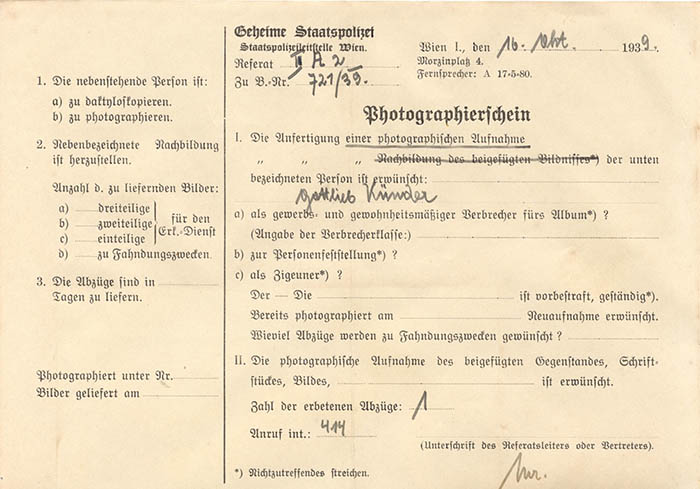 Geheime Staatspolizei
Staatspolizeileitstelle Wien.
Referat II A 2
Zu B.-Nr. 721/39.
Wien I., den 16. Okt. 1939.
Morzinplatz 4.
Fernsprecher: A 17-5-80.
1. Die nebenstehende Person ist:
a) zu daktyloskopieren.
b) zu photographieren.
2. Nebenbezeichnete Nachbildung
ist herzustellen.
Anzahl d. zu liefernden Bilder:
a) dreiteilige
b) zweiteilige
c) einteilige
für den
Erk.-Dienst
d) zu Fahndungszwecken.
3. Die Abzüge sind in
Tagen zu liefern.
Photographiert unter Nr.
Bilder geliefert am
Photographierschein
I. Die Anfertigung einer photographischen Aufnahme
„ „ „ Nachbildung des beigefügten Bildnisses*) der unten
bezeichneten Person ist erwünscht:
Gottlieb Künder
a) als gewerbs- und gewohnheitsmäßiger Verbrecher fürs Album*) ?
(Angabe der Verbrecherklasse:)
b) zur Personenfeststellung*) ?
c) als Zigeuner*) ?
Der — Die ist vorbestraft, geständig*).
Bereits photographiert am Neuaufnahme erwünscht.
Wieviel Abzüge werden zu Fahndungszwecken gewünscht ?
II. Die photographische Aufnahme des beigefügten Gegenstandes, Schrift-
stückes, Bildes, ist erwünscht.
Zahl der erbetenen Abzüge: 1
Anruf int.: 414
(Unterschrift des Referatsleiters oder Vertreters).
*) Nichtzutreffendes streichen.